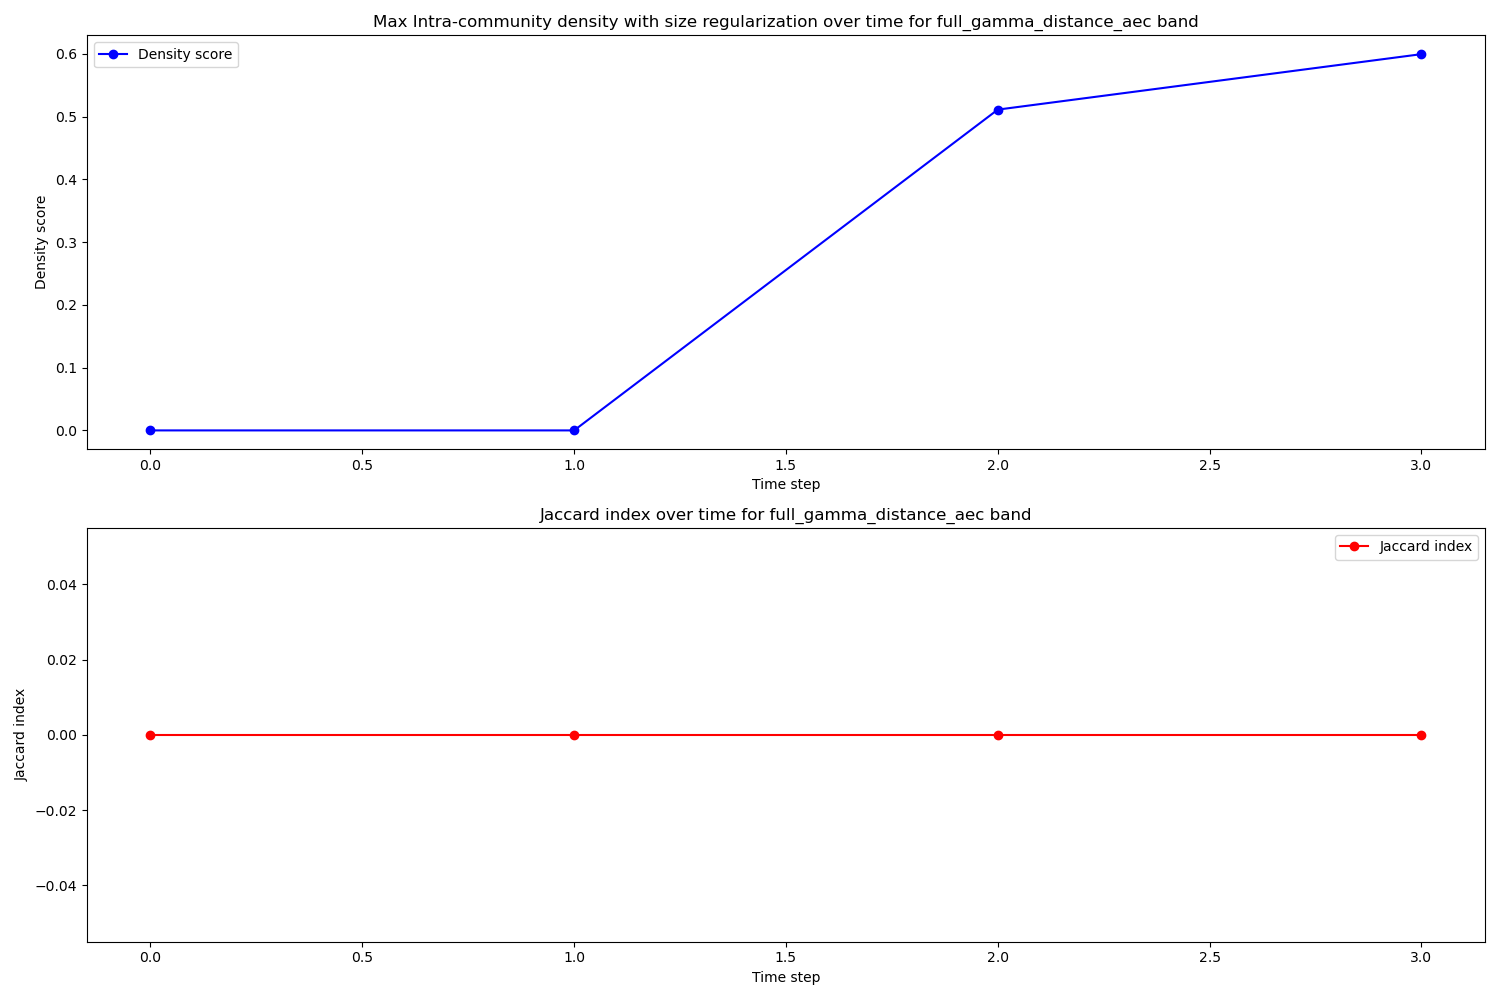 Max Intra-community density with size regularization over time for full_gamma_distance_aec band
Density score
0.6
0.5
0.4
0.3
0.2
0.1
0.0
Density score
0.0 0.5 1.0 1.5 2.0 2.5 3.0
Time step
Jaccard index over time for full_gamma_distance_aec band
Jaccard index
0.04
0.02
0.00
−0.02
−0.04
Jaccard index
0.0 0.5 1.0 1.5 2.0 2.5 3.0
Time step